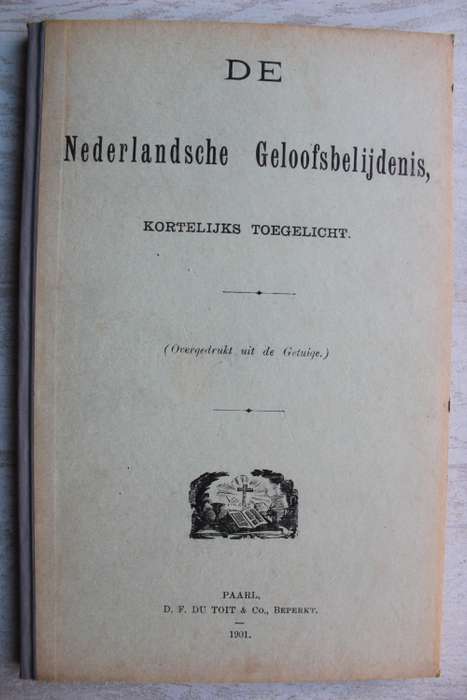 DE
Nederlandsche Geloofsbelijdenis,
KORTELIJKS TOEGELICHT.
(Overgedrukt uit de Getuige.)
PAARL,
D. F. DU TOIT & Co., BEPERKT.
1901.